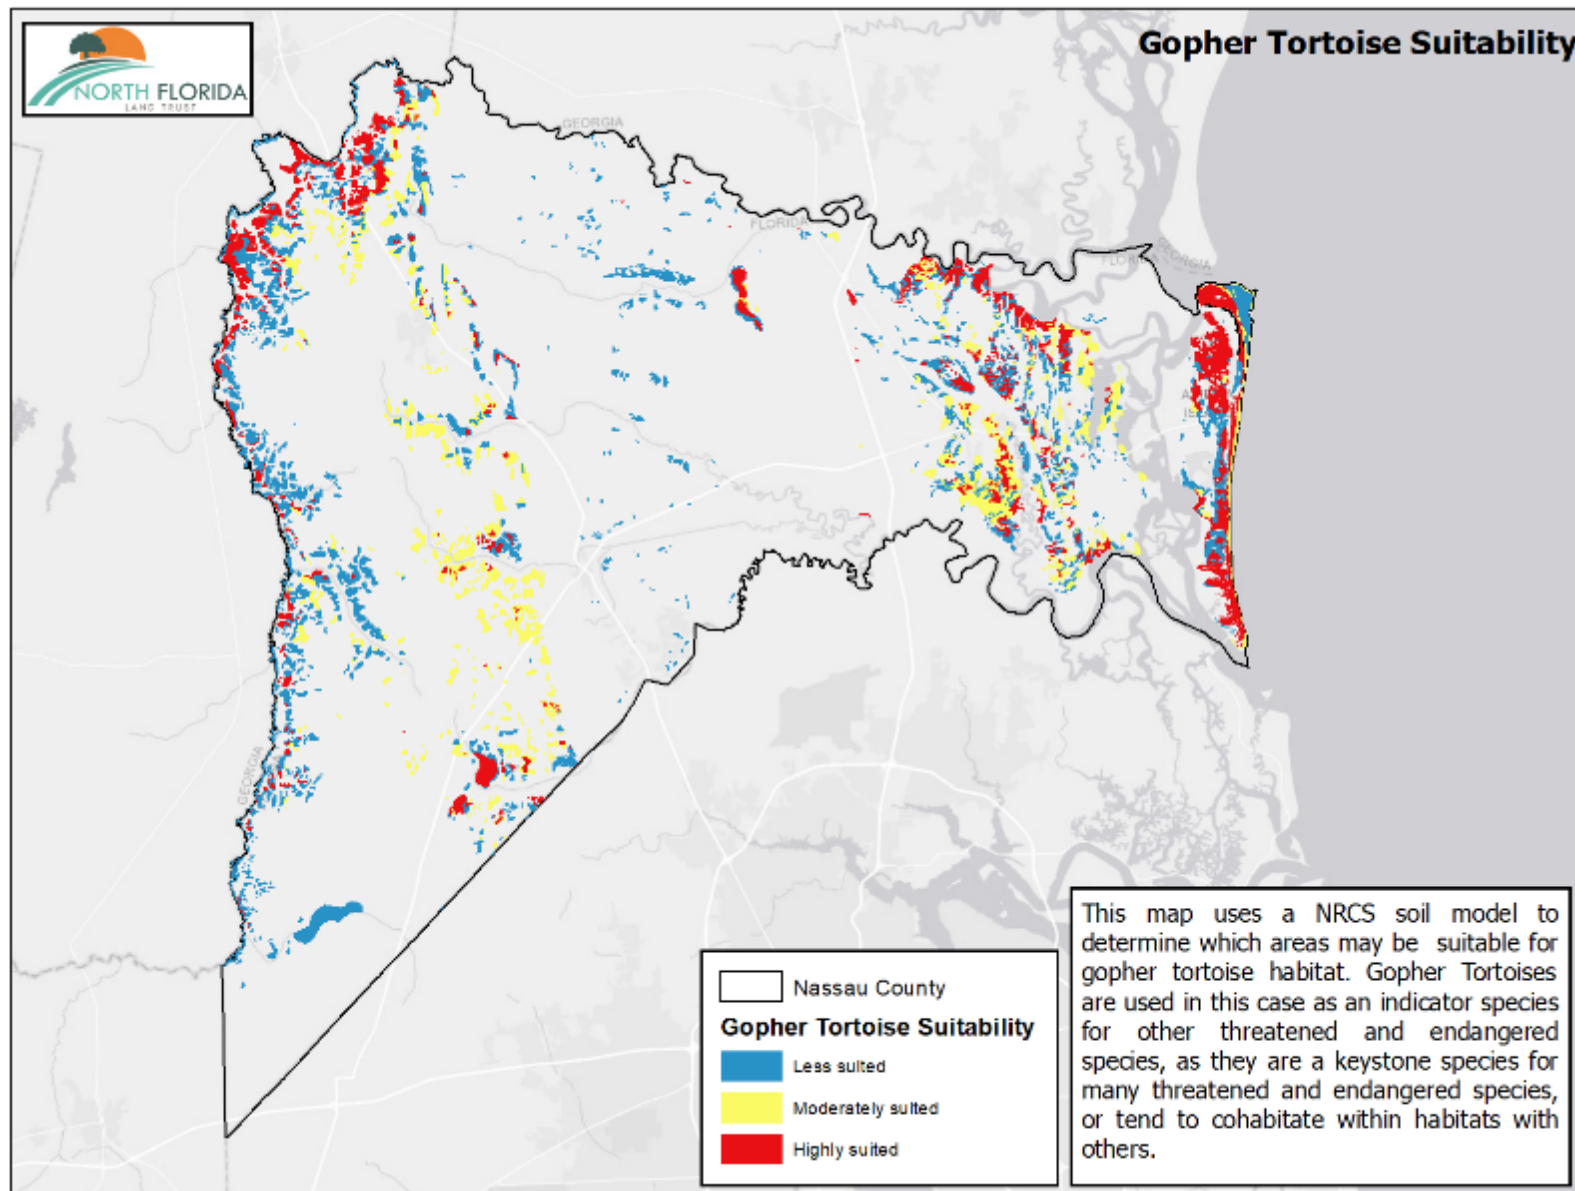 Gopher Tortoise Suitability
NORTH FLORIDA
LAND TRUST
GEORGIA
FLORIDA
GEORGIA
FLORIDA
GEORGIA
Nassau County
Gopher Tortoise Suitability
Less suited
Moderately suited
Highly suited
This map uses a NRCS soil model to
determine which areas may be suitable for
gopher tortoise habitat. Gopher Tortoises
are used in this case as an indicator species
for other threatened and endangered
species, as they are a keystone species for
many threatened and endangered species,
or tend to cohabitate within habitats with
others.